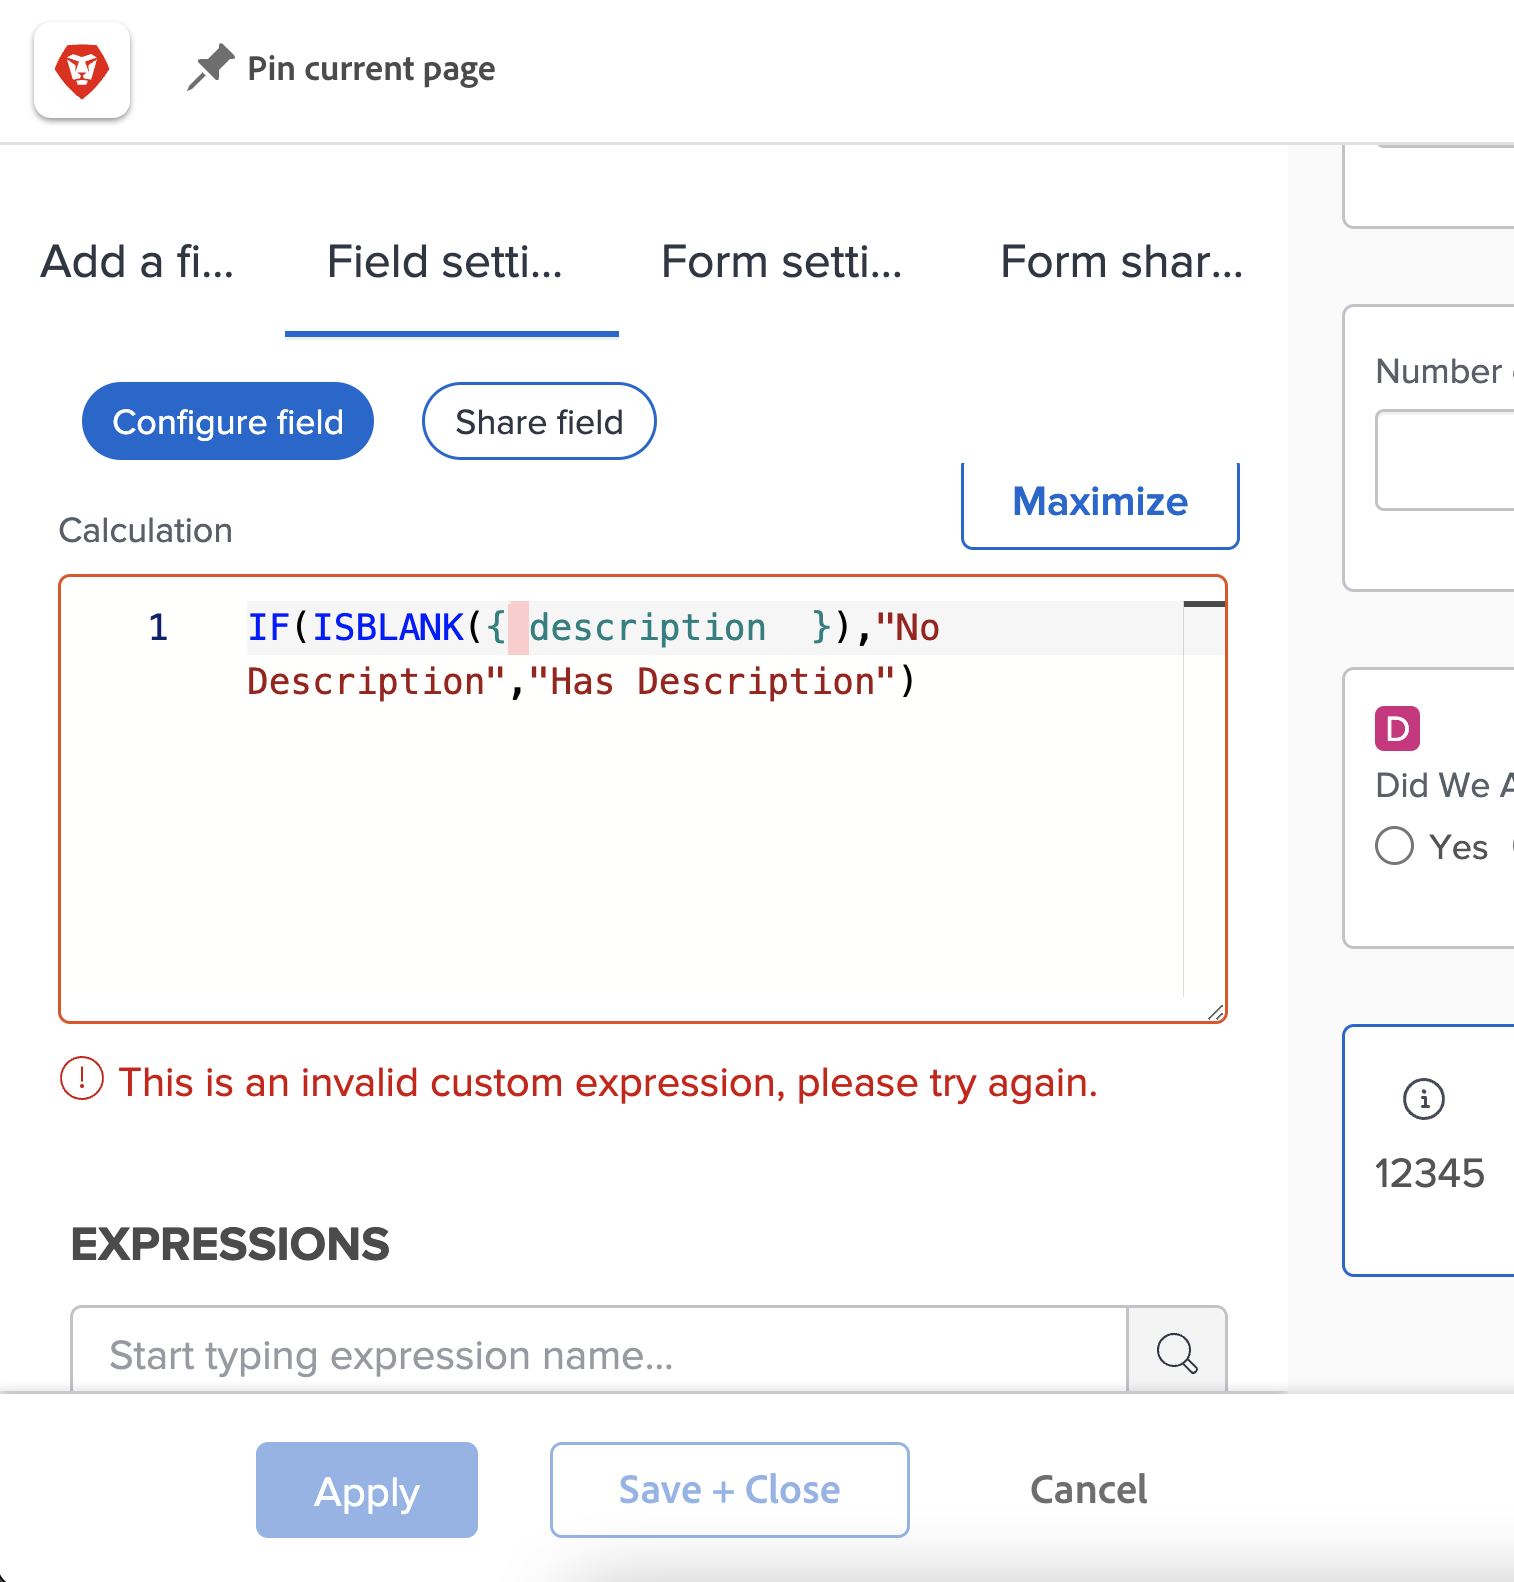 Pin current page
Add a fi...
Field setti...
Form setti...
Form shar...
Configure field
Share field
Calculation
Maximize
1
IF(ISBLANK({ description  }),"No
Description","Has Description")
This is an invalid custom expression, please try again.
EXPRESSIONS
Start typing expression name...
Apply
Save + Close
Cancel
Number
D
Did We
Yes
12345